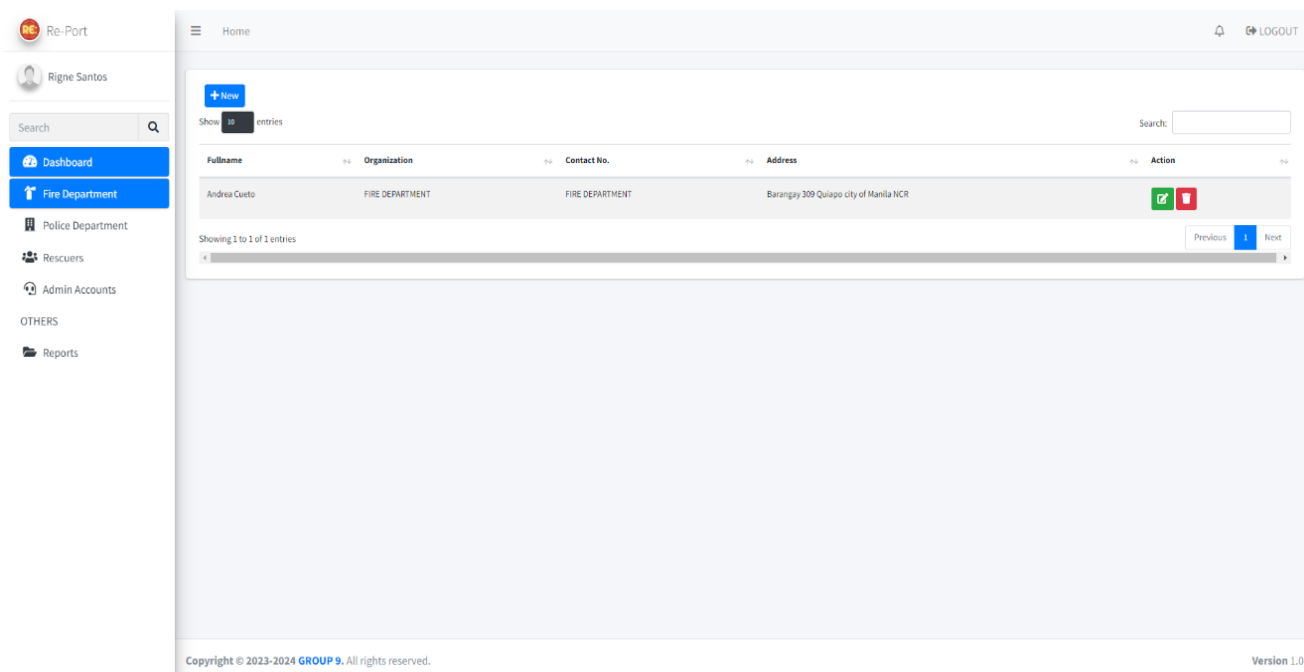 RE:
Re-Port
Home
LOGOUT
Rigne Santos
Search
Dashboard
Fire Department
Police Department
Rescuers
Admin Accounts
OTHERS
Reports
+ New
Show 10 entries
Search:
Fullname Organization Contact No. Address Action
Andrea Cueto FIRE DEPARTMENT FIRE DEPARTMENT Barangay 309 Quiapo city of Manila NCR
Showing 1 to 1 of 1 entries
Previous 1 Next
Copyright © 2023-2024 GROUP 9. All rights reserved.
Version 1.0